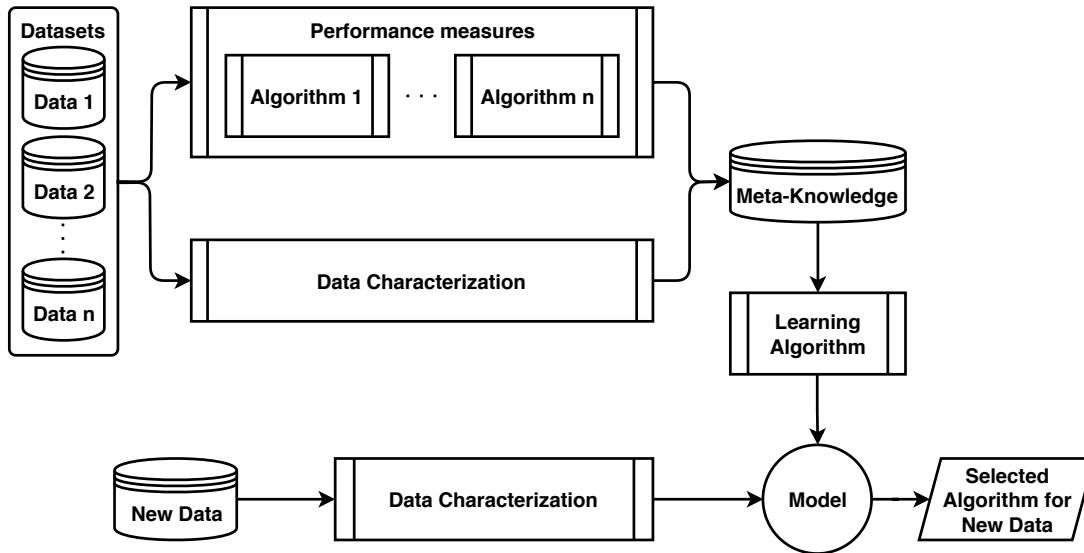 Datasets
Data 1
Data 2
Data n
Performance measures
Algorithm 1
. . .
Algorithm n
Data Characterization
Meta-Knowledge
Learning
Algorithm
New Data
Data Characterization
Model
Selected
Algorithm for
New Data